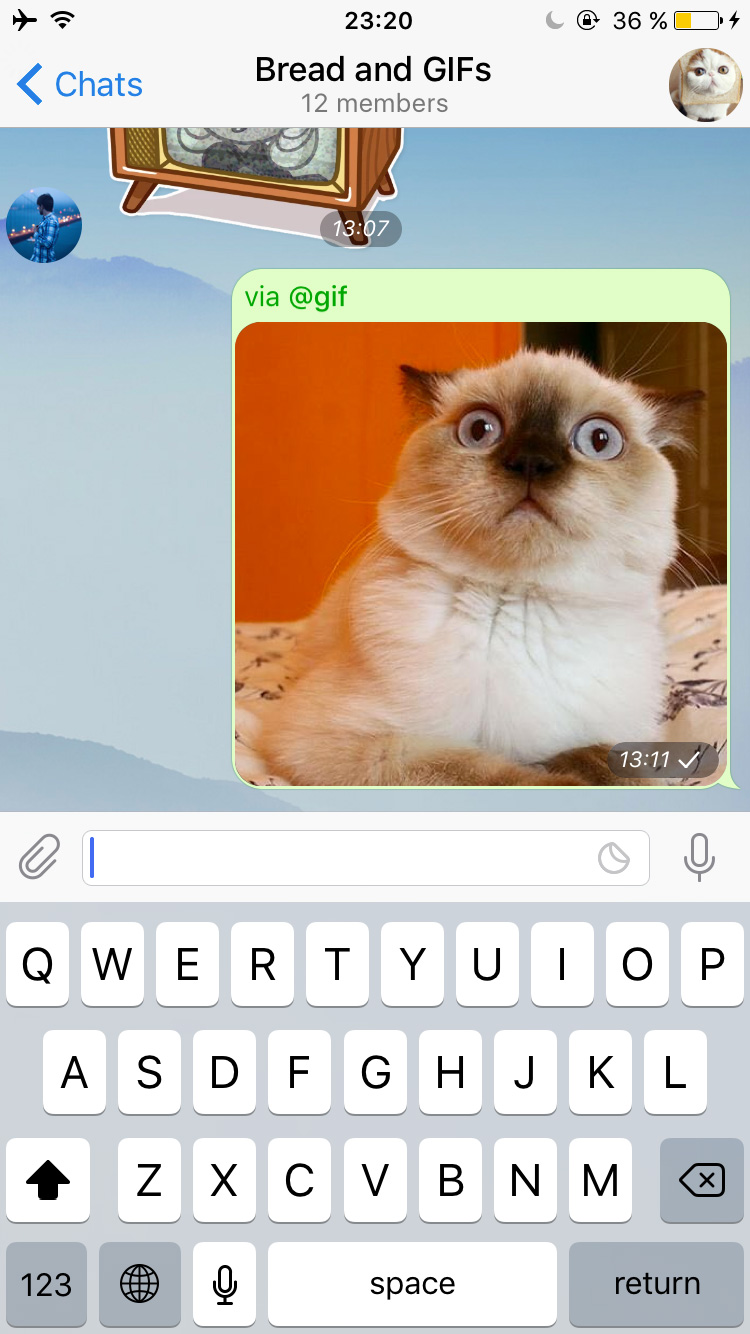 23:20
36 %
Chats
Bread and GIFs
12 members
13:07
via @gif
13:11
Q W E R T Y U I O P
A S D F G H J K L
Z X C V B N M
123
space
return